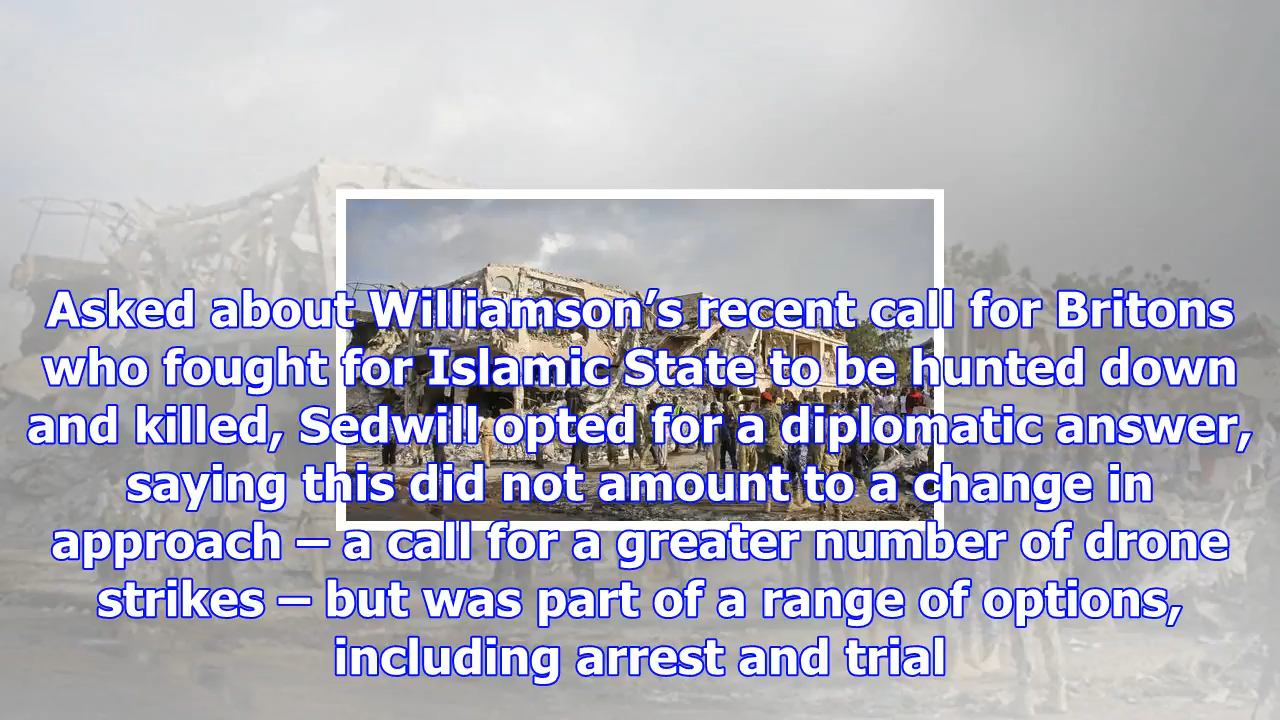 Asked about Williamson’s recent call for Britons
who fought for Islamic State to be hunted down
and killed, Sedwill opted for a diplomatic answer,
saying this did not amount to a change in
approach – a call for a greater number of drone
strikes – but was part of a range of options,
including arrest and trial